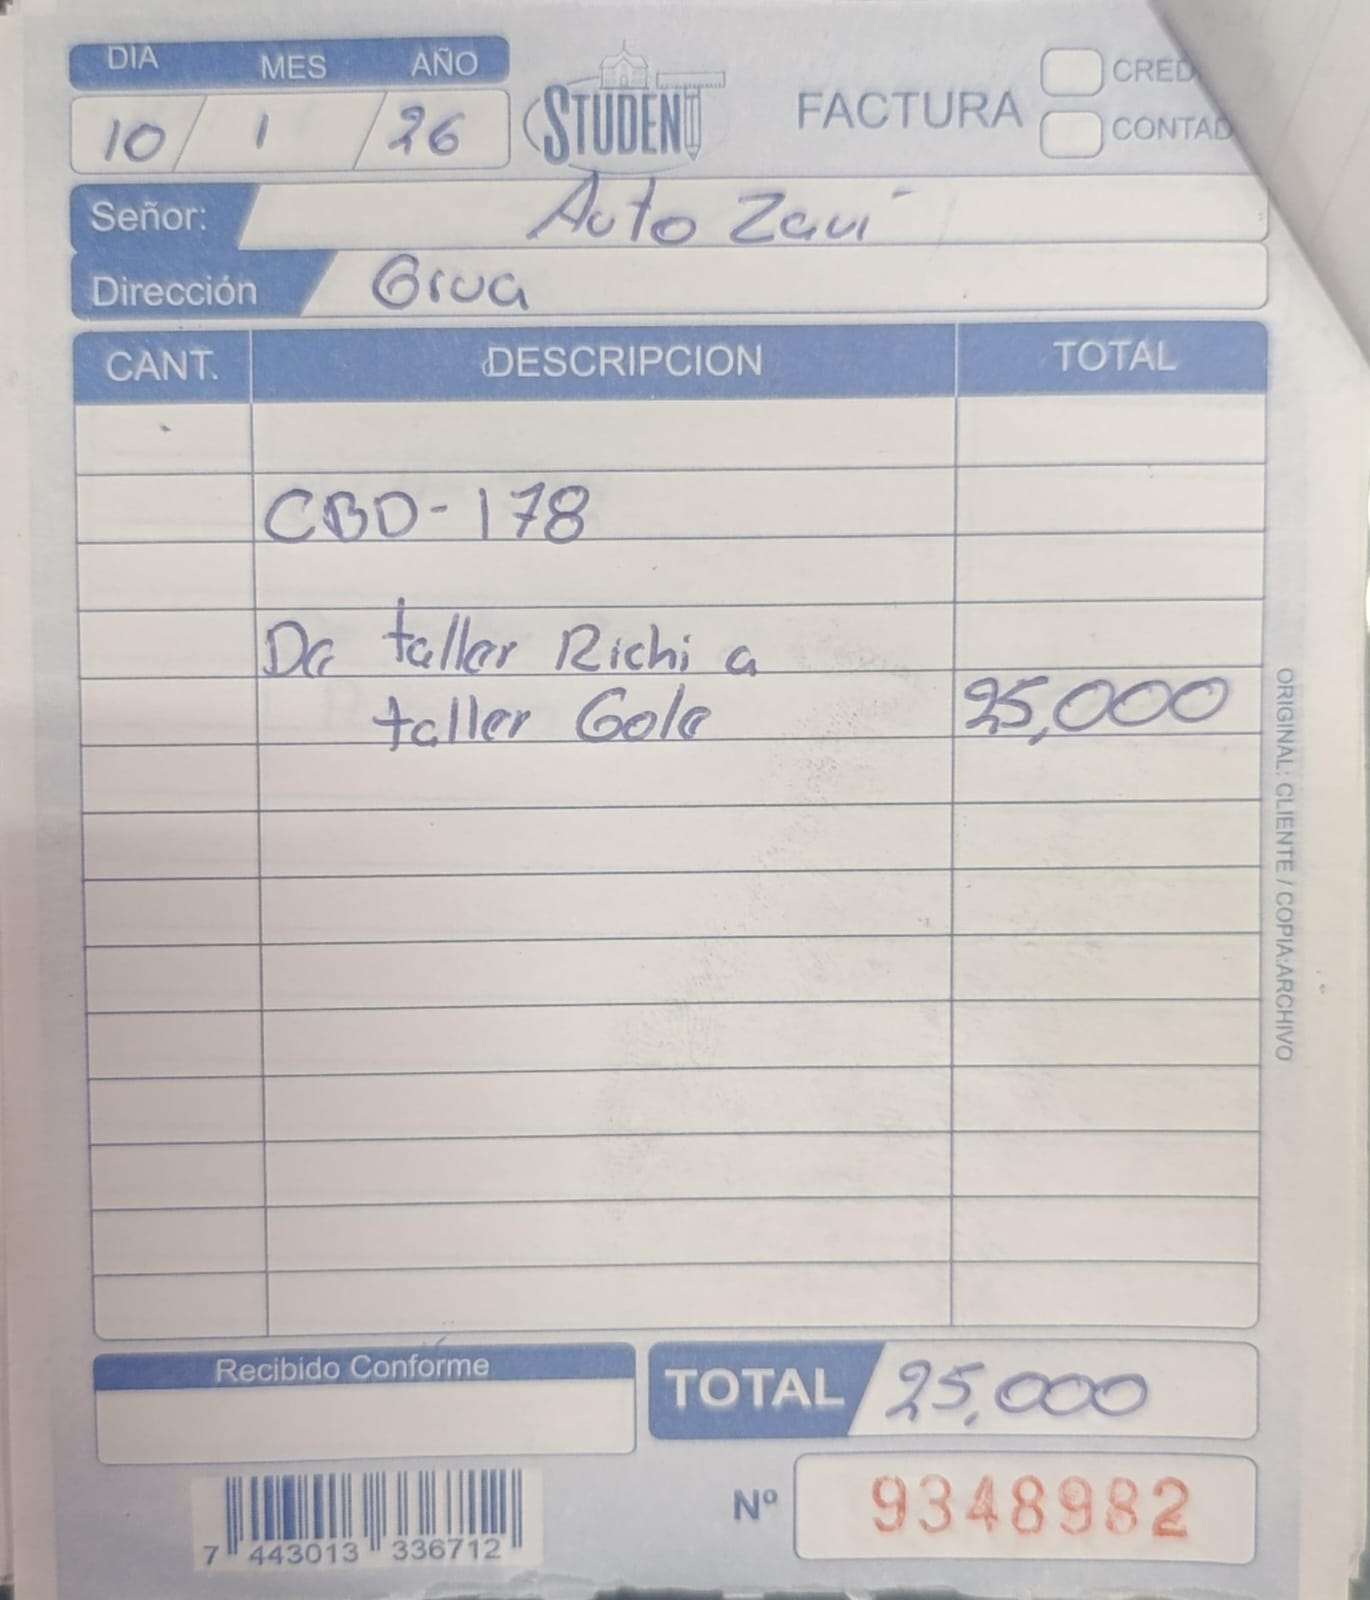 DIA MES AÑO
10 / 1 / 26
STUDENT
FACTURA
CRED
CONTAD
Señor: Auto Zavi
Dirección Grua
CANT. DESCRIPCION TOTAL
CBD-178
De taller Richi a
taller Gole 25,000
ORIGINAL: CLIENTE / COPIA:ARCHIVO
Recibido Conforme
TOTAL 25,000
Nº 9348982
7 443013 336712